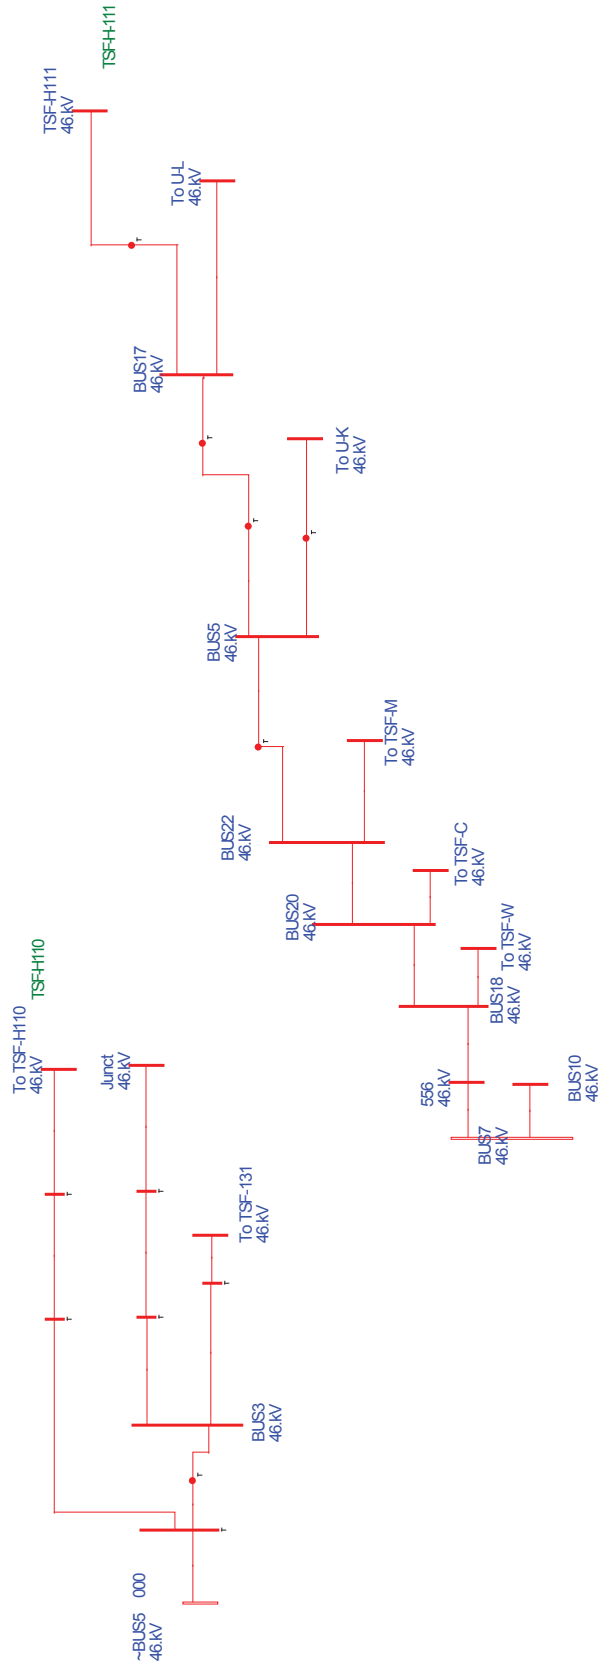 TSF-H-111
TSF-H111
46.kV
To U-L
46.kV
BUS17
46.kV
To U-K
46.kV
BUS5
46.kV
To TSF-M
46.kV
BUS22
46.kV
To TSF-C
46.kV
BUS20
46.kV
To TSF-W
46.kV
BUS18
46.kV
556
46.kV
BUS10
46.kV
BUS7
46.kV
TSF-H110
To TSF-H110
46.kV
Junct
46.kV
To TSF-131
46.kV
BUS3
46.kV
~BUS5 000
46.kV
T
T
T
T
T
T
T
T
T
T
T
T